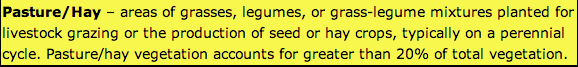 Pasture/Hay – areas of grasses, legumes, or grass-legume mixtures planted for
livestock grazing or the production of seed or hay crops, typically on a perennial
cycle. Pasture/hay vegetation accounts for greater than 20% of total vegetation.